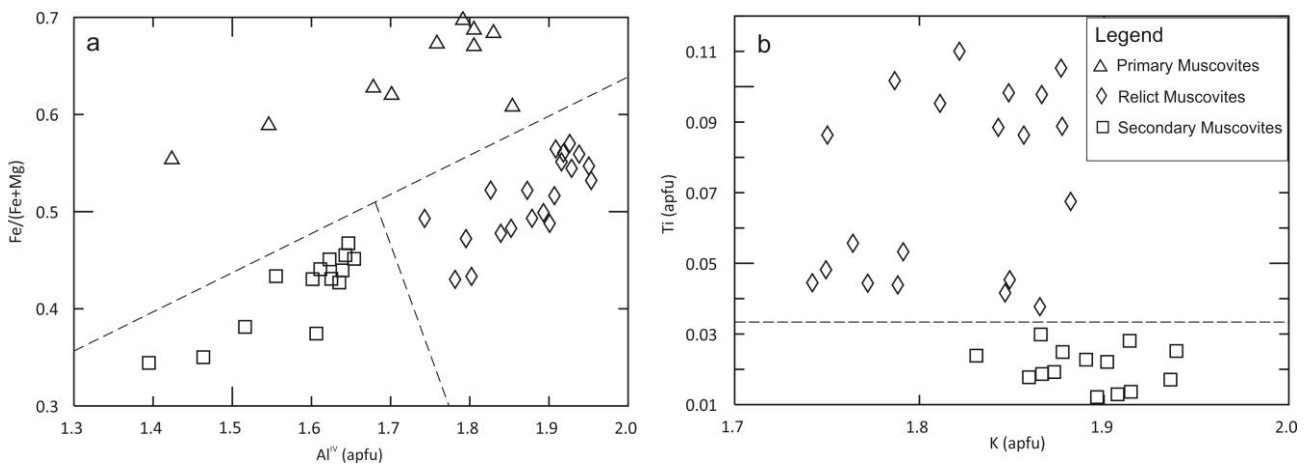 a
Fe/(Fe+Mg)
0.7
0.6
0.5
0.4
0.3
1.3 1.4 1.5 1.6 1.7 1.8 1.9 2.0
Alᴵⱽ (apfu)
b
Legend
Primary Muscovites
Relict Muscovites
Secondary Muscovites
Ti (apfu)
0.11
0.09
0.07
0.05
0.03
0.01
1.7 1.8 1.9 2.0
K (apfu)